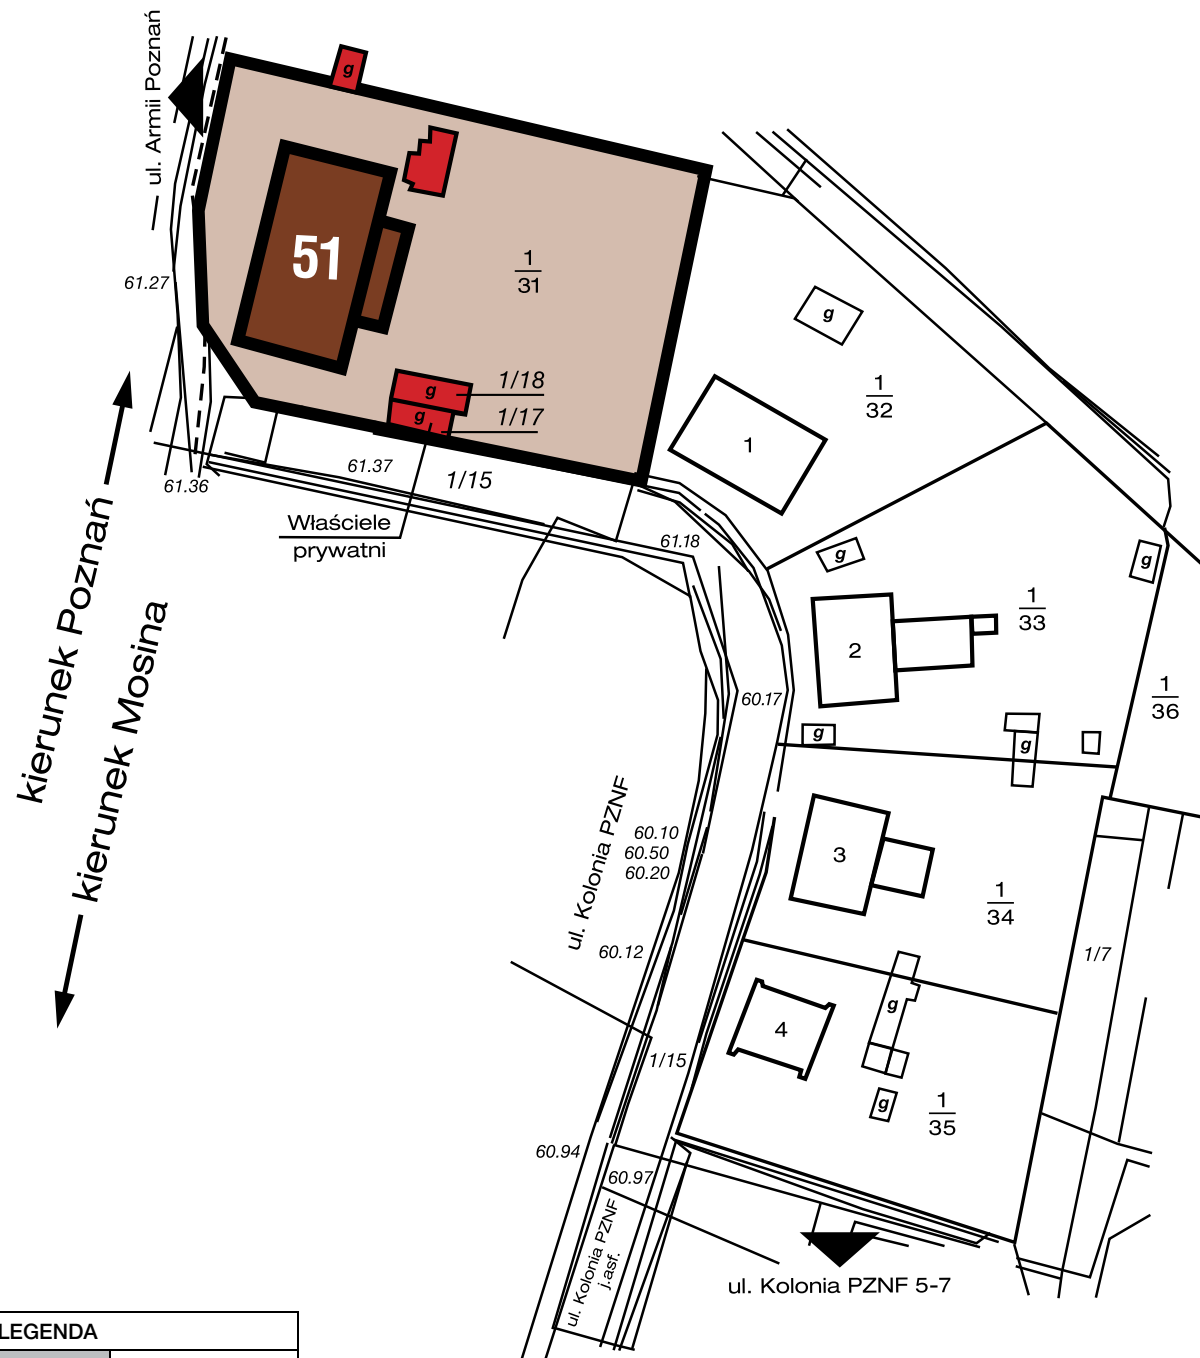 ul. Armii Poznań
g
51
1
31
61.27
g
1/18
g
1/17
61.37
1/15
61.36
Właściele
prywatni
61.18
g
1
32
1
g
g
1
33
2
1
36
60.17
g
g
kierunek Poznań
kierunek Mosina
ul. Kolonia PZNF
60.10
60.50
60.20
3
1
34
60.12
1/7
g
4
1/15
g
1
35
60.94
60.97
ul. Kolonia PZNF
j.asf.
ul. Kolonia PZNF 5-7
LEGENDA